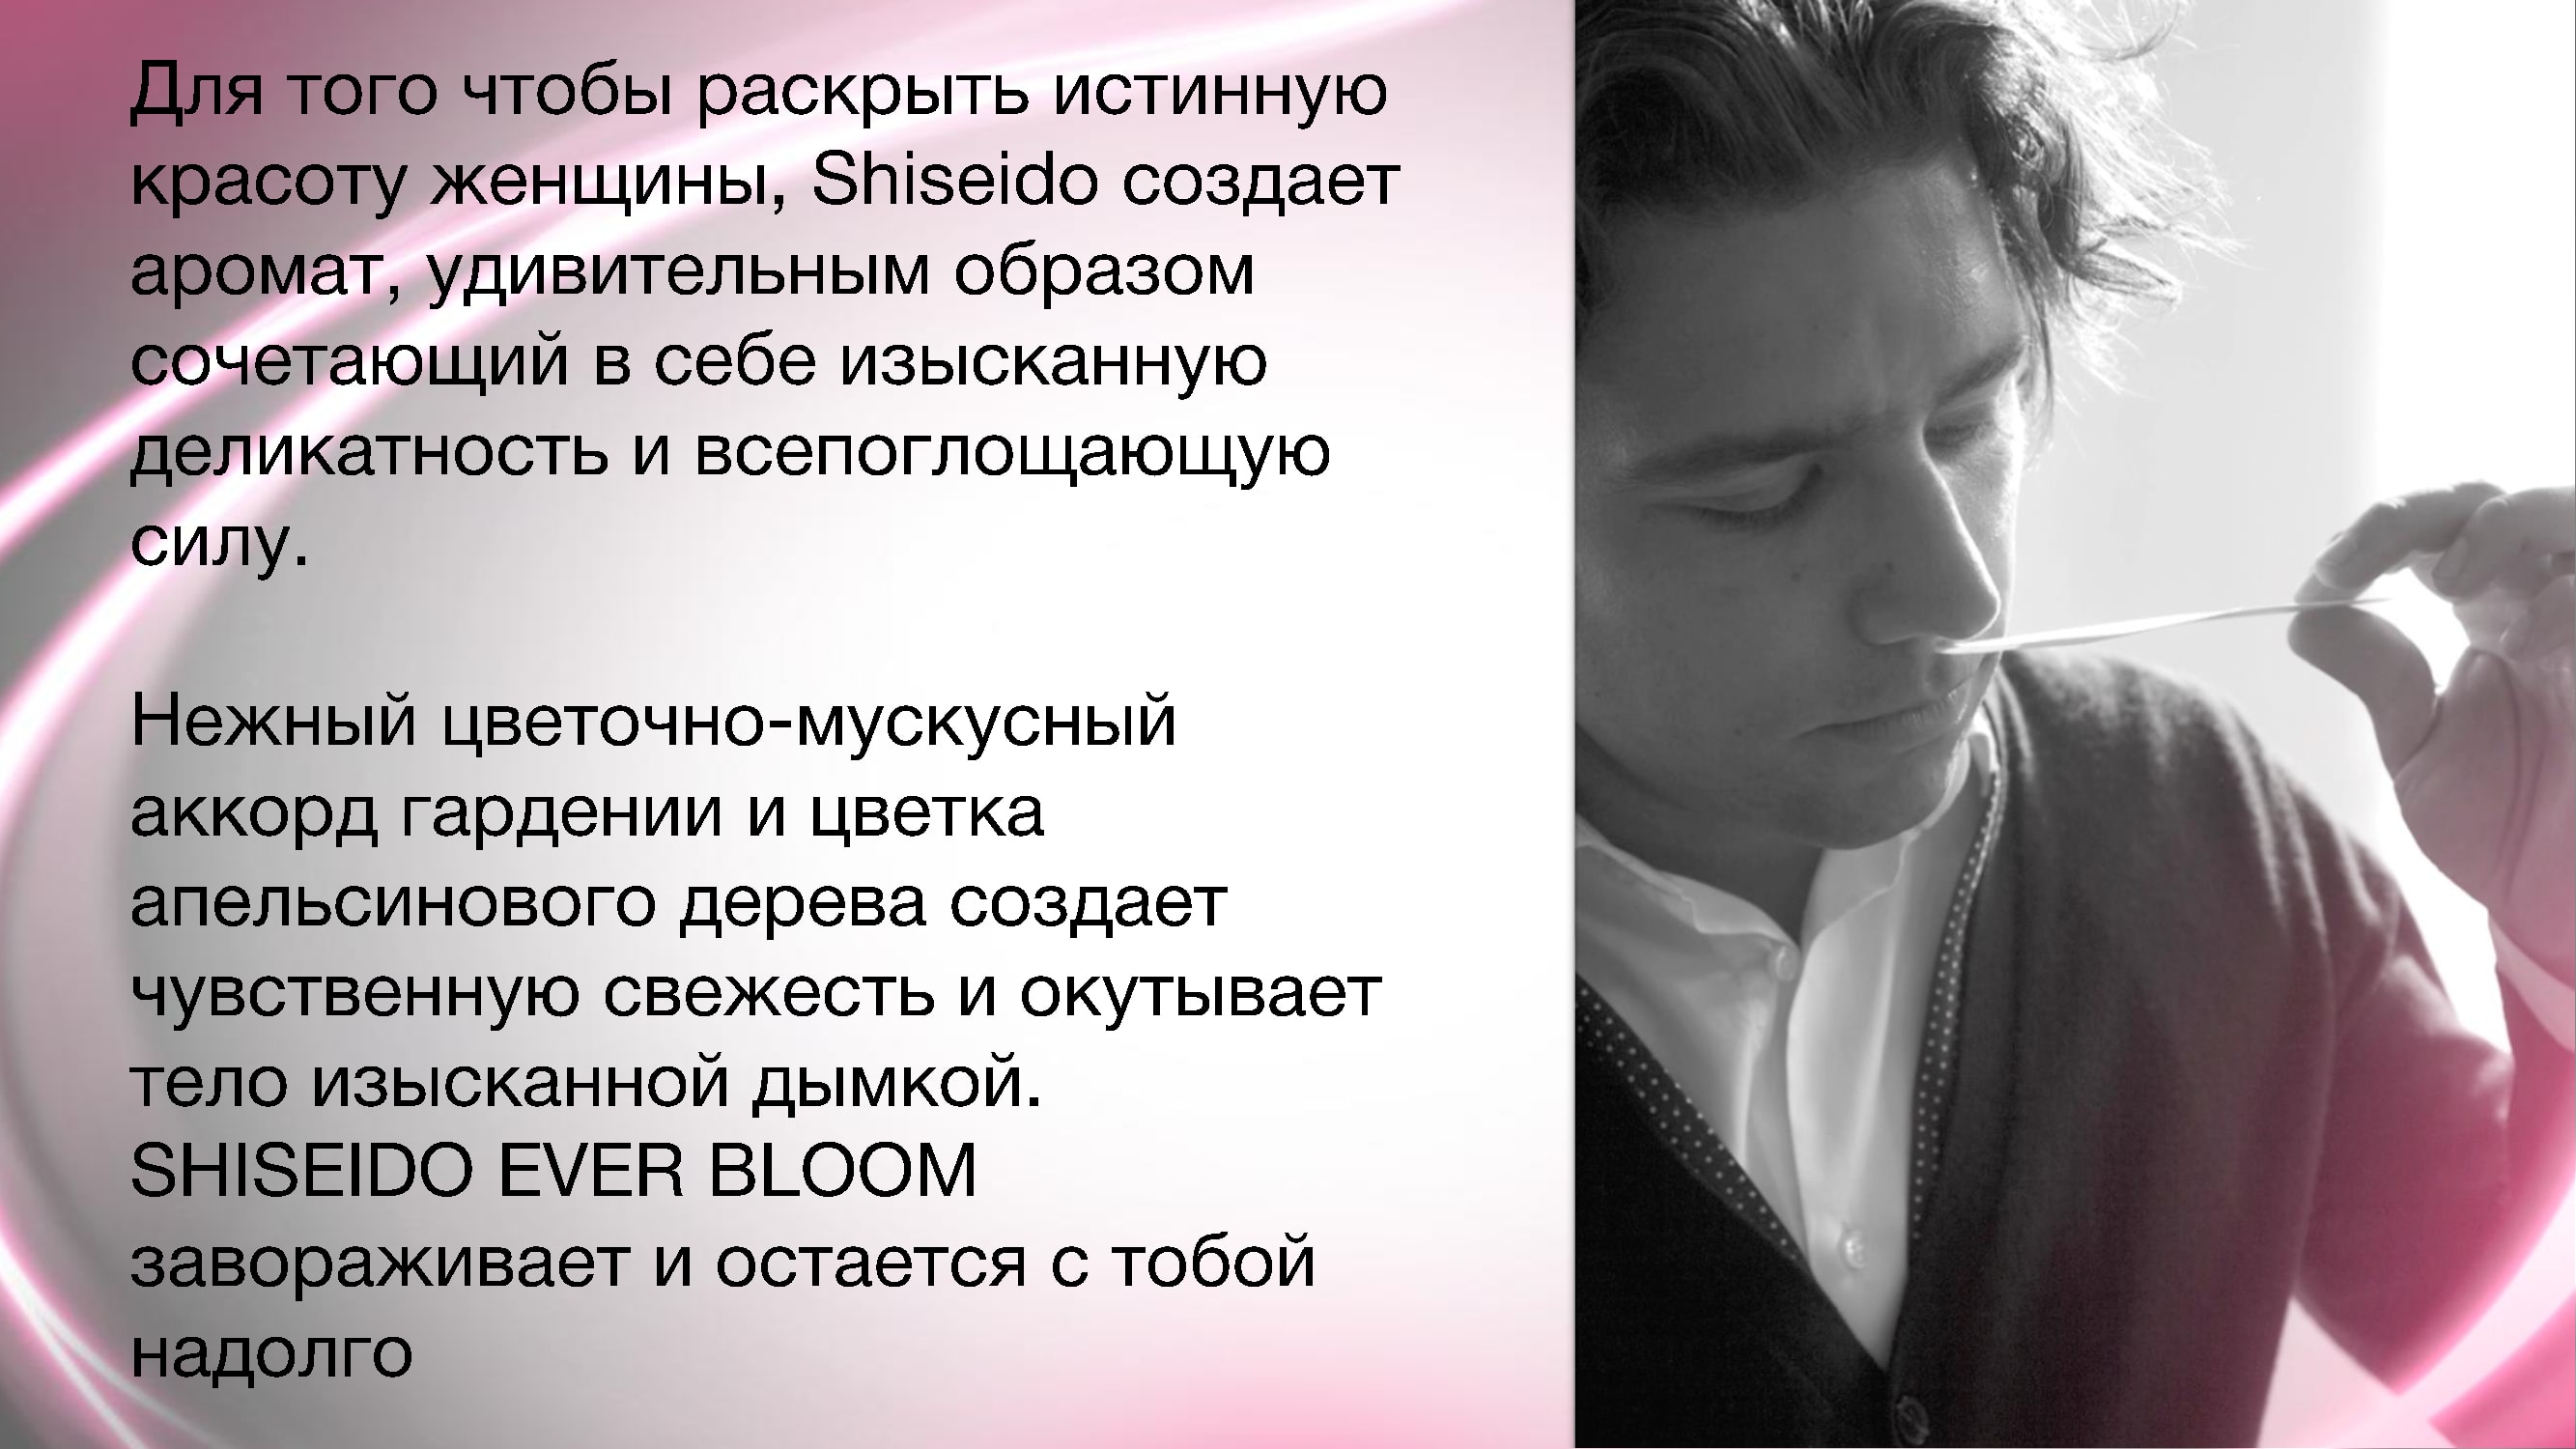 Для того чтобы раскрыть истинную
красоту женщины, Shiseido создает
аромат, удивительным образом
сочетающий в себе изысканную
деликатность и всепоглощающую
силу.
Нежный цветочно-мускусный
аккорд гардении и цветка
апельсинового дерева создает
чувственную свежесть и окутывает
тело изысканной дымкой.
SHISEIDO EVER BLOOM
завораживает и остается с тобой
надолго